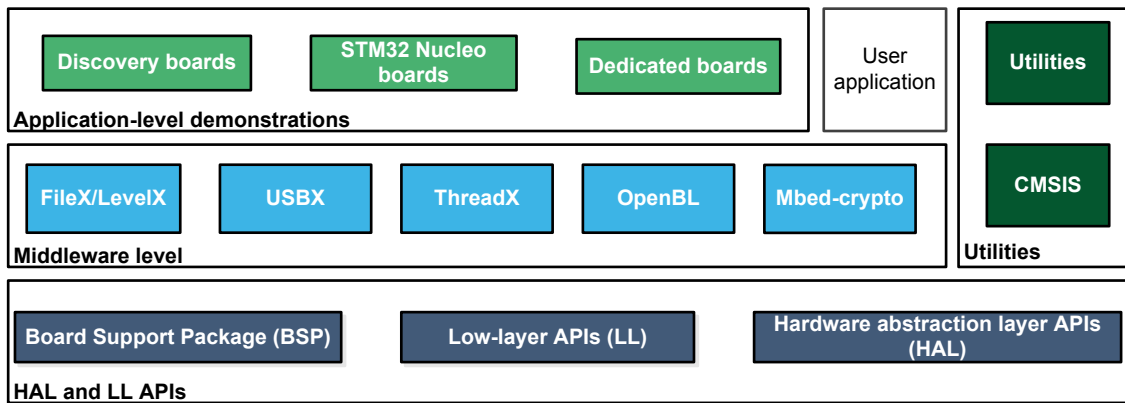 Discovery boards
STM32 Nucleo
boards
Dedicated boards
Application-level demonstrations
User
application
Utilities
CMSIS
Utilities
FileX/LevelX
USBX
ThreadX
OpenBL
Mbed-crypto
Middleware level
Board Support Package (BSP)
Low-layer APIs (LL)
Hardware abstraction layer APIs
(HAL)
HAL and LL APIs